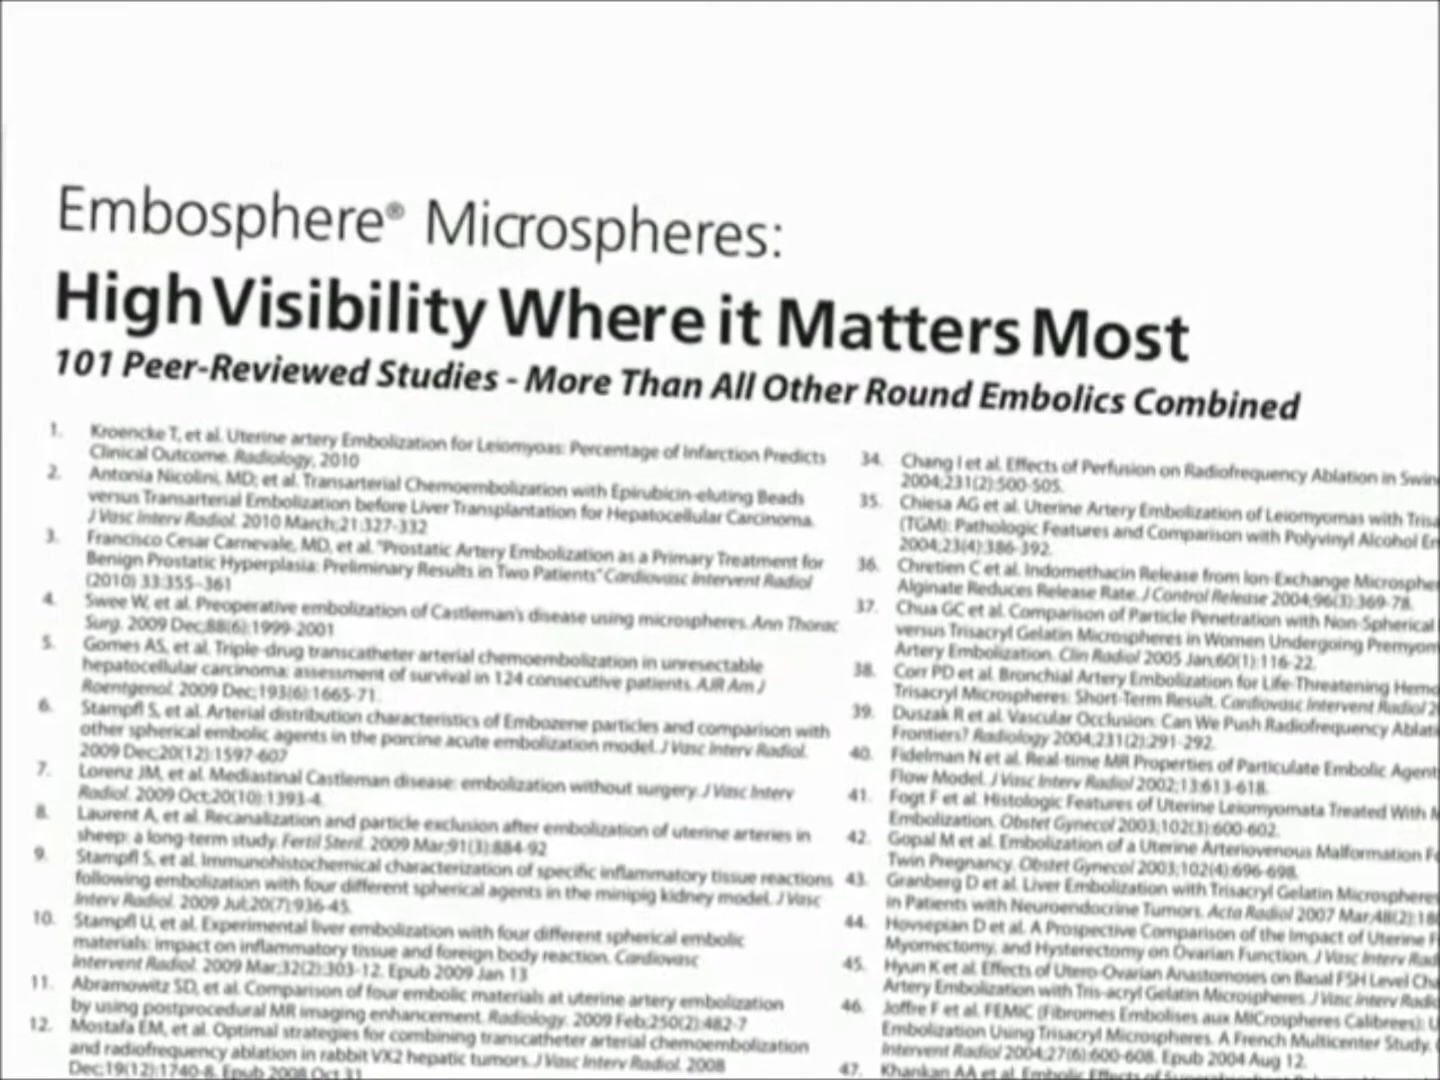 Embosphere® Microspheres:
High Visibility Where it Matters Most
101 Peer-Reviewed Studies - More Than All Other Round Embolics Combined
1. Kroencke T, et al. Uterine artery Embolization for Leiomyoas: Percentage of Infarction Predicts
Clinical Outcome. Radiology, 2010
2. Antonia Nicolini, MD; et al. Transarterial Chemoembolization with Epirubicin-eluting Beads
versus Transarterial Embolization before Liver Transplantation for Hepatocellular Carcinoma.
J Vasc Interv Radiol. 2010 March;21:327-332
3. Francisco Cesar Carnevale, MD, et al. "Prostatic Artery Embolization as a Primary Treatment for
Benign Prostatic Hyperplasia: Preliminary Results in Two Patients" Cardiovasc Intervent Radiol
(2010) 33:355-361
4. Swee W, et al. Preoperative embolization of Castleman's disease using microspheres. Ann Thorac
Surg. 2009 Dec;88(6):1999-2001
5. Gomes AS, et al. Triple-drug transcatheter arterial chemoembolization in unresectable
hepatocellular carcinoma: assessment of survival in 124 consecutive patients. AJR Am J
Roentgenol. 2009 Dec;193(6):1665-71.
6. Stampfl S, et al. Arterial distribution characteristics of Embozene particles and comparison with
other spherical embolic agents in the porcine acute embolization model. J Vasc Interv Radiol.
2009 Dec;20(12):1597-607
7. Lorenz JM, et al. Mediastinal Castleman disease: embolization without surgery. J Vasc Interv
Radiol. 2009 Oct;20(10):1393-4.
8. Laurent A, et al. Recanalization and particle exclusion after embolization of uterine arteries in
sheep: a long-term study. Fertil Steril. 2009 Mar;91(3):884-92
9. Stampfl S, et al. Immunohistochemical characterization of specific inflammatory tissue reactions
following embolization with four different spherical agents in the minipig kidney model. J Vasc
Interv Radiol. 2009 Jul;20(7):936-45.
10. Stampfl U, et al. Experimental liver embolization with four different spherical embolic
materials: impact on inflammatory tissue and foreign body reaction. Cardiovasc
Intervent Radiol. 2009 Mar;32(2):303-12. Epub 2009 Jan 13
11. Abramowitz SD, et al. Comparison of four embolic materials at uterine artery embolization
by using postprocedural MR imaging enhancement. Radiology. 2009 Feb;250(2):482-7
12. Mostafa EM, et al. Optimal strategies for combining transcatheter arterial chemoembolization
and radiofrequency ablation in rabbit VX2 hepatic tumors. J Vasc Interv Radiol. 2008
Dec;19(12):1740-8. Epub 2008 Oct 31
34. Chang I et al. Effects of Perfusion on Radiofrequency Ablation in
2004;231(2):500-505.
35. Chiesa AG et al. Uterine Artery Embolization of Leiomyomas with
(TGM): Pathologic Features and Comparison with Polyvinyl Alcohol
2004;23(4):386-392.
36. Chretien C et al. Indomethacin Release from Ion-Exchange
Alginate Reduces Release Rate. J Control Release 2004;96(3):369-78.
37. Chua GC et al. Comparison of Particle Penetration with Non-Spherical
versus Trisacryl Gelatin Microspheres in Women Undergoing
Artery Embolization. Clin Radiol 2005 Jan;60(1):116-22.
38. Corr PD et al. Bronchial Artery Embolization for Life-Threatening
Trisacryl Microspheres: Short-Term Result. Cardiovasc Intervent Radiol
39. Duszak R et al. Vascular Occlusion: Can We Push Radiofrequency
Frontiers? Radiology 2004;231(2):291-292.
40. Fidelman N et al. Real-time MR Properties of Particulate Embolic
Flow Model. J Vasc Interv Radiol 2002;13:613-618.
41. Fogt F et al. Histologic Features of Uterine Leiomyomata Treated With
Embolization. Obstet Gynecol 2003;102(3):600-602.
42. Gopal M et al. Embolization of a Uterine Arteriovenous Malformation
Twin Pregnancy. Obstet Gynecol 2003;102(4):696-698.
43. Granberg D et al. Liver Embolization with Trisacryl Gelatin Microspheres
in Patients with Neuroendocrine Tumors. Acta Radiol 2007 Mar;48(2):
44. Hovsepian D et al. A Prospective Comparison of the Impact of Uterine
Myomectomy, and Hysterectomy on Ovarian Function. J Vasc Interv
45. Hyun K et al. Effects of Utero-Ovarian Anastomoses on Basal FSH Level
Artery Embolization with Tris-acryl Gelatin Microspheres. J Vasc Interv
46. Joffre F et al. FEMIC (Fibromes Embolises aux MICrospheres Calibrees):
Embolization Using Trisacryl Microspheres. A French Multicenter Study.
Intervent Radiol 2004;27(6):600-608. Epub 2004 Aug 12.
47. Khankan AA et al. Embolic Effects of